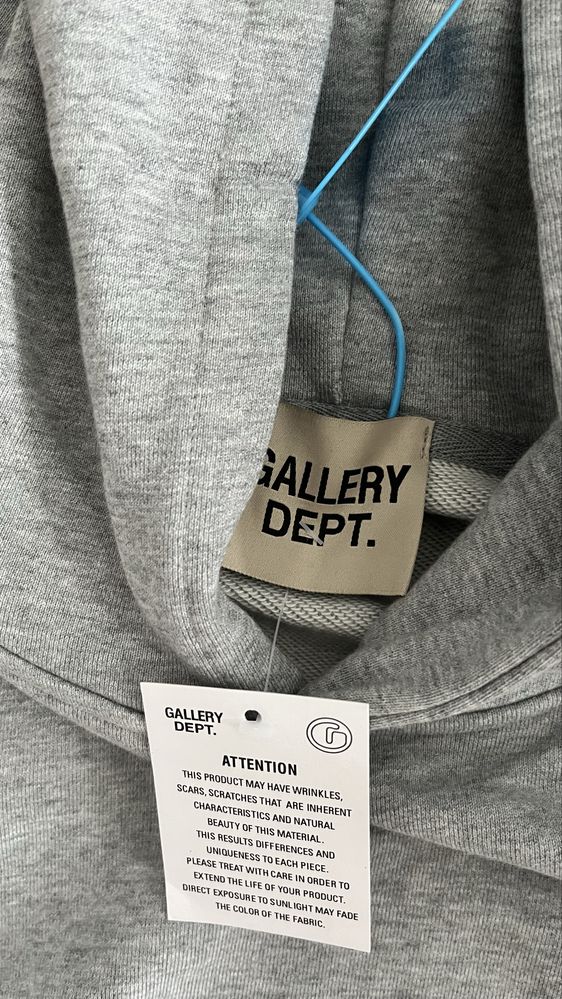 GALLERY
DEPT.
GALLERY
DEPT.
ATTENTION
THIS PRODUCT MAY HAVE WRINKLES,
SCARS, SCRATCHES THAT ARE INHERENT
CHARACTERISTICS AND NATURAL
BEAUTY OF THIS MATERIAL.
THIS RESULTS DIFFERENCES AND
UNIQUENESS TO EACH PIECE.
PLEASE TREAT WITH CARE IN ORDER TO
EXTEND THE LIFE OF YOUR PRODUCT.
DIRECT EXPOSURE TO SUNLIGHT MAY FADE
THE COLOR OF THE FABRIC.